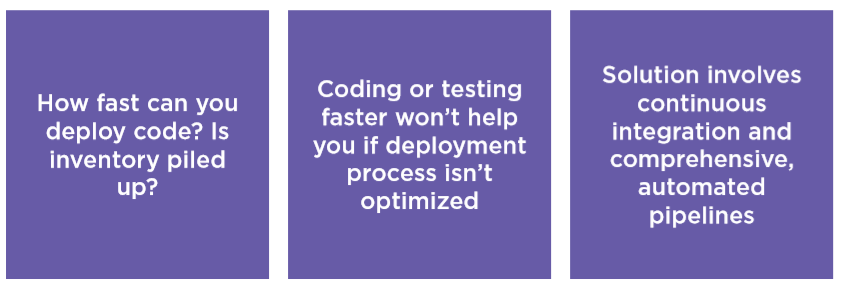 How fast can you
deploy code? Is
inventory piled
up?
Coding or testing
faster won’t help
you if deployment
process isn’t
optimized
Solution involves
continuous
integration and
comprehensive,
automated
pipelines